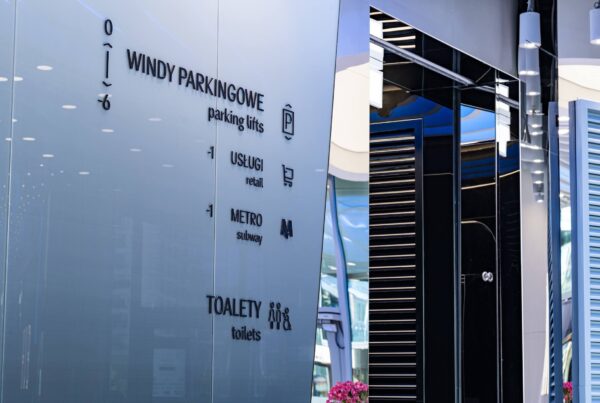 0
-6
WINDY PARKINGOWE
parking lifts
P
-1 USŁUGI
retail
-1 METRO
subway
M
TOALETY
toilets